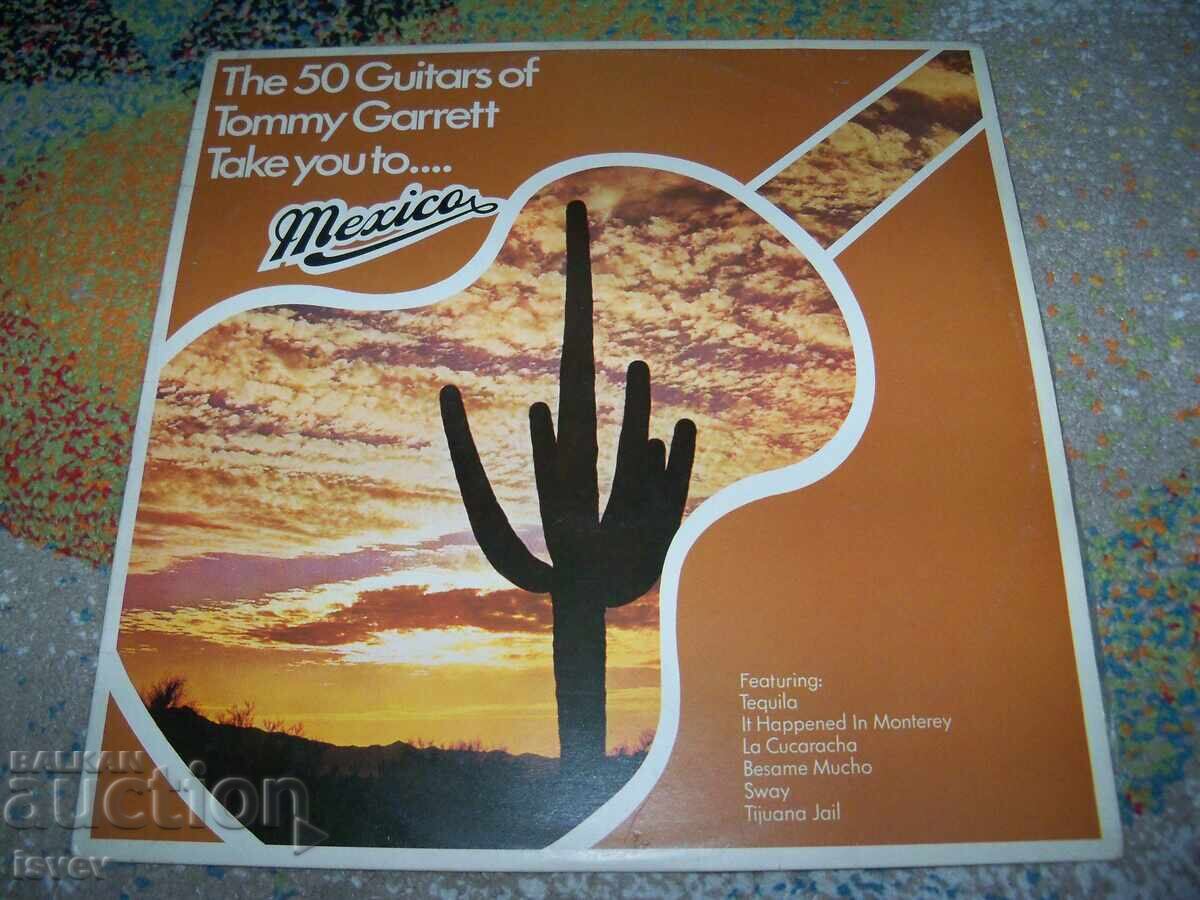 The 50 Guitars of
Tommy Garrett
Take you to....
Mexico
Featuring:
Tequila
It Happened In Monterey
La Cucaracha
Besame Mucho
Sway
Tijuana Jail
BALKAN
auction
isvev